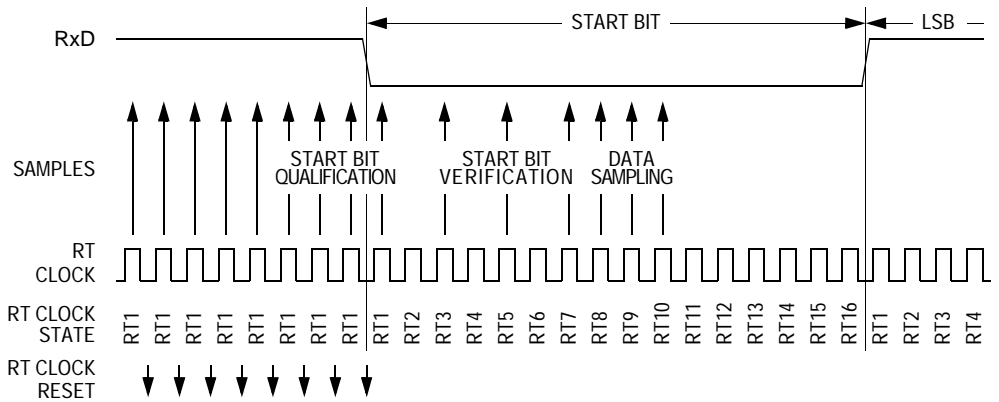 START BIT
LSB
RxD
SAMPLES
START BIT
QUALIFICATION
START BIT
VERIFICATION
DATA
SAMPLING
RT
CLOCK
RT CLOCK
STATE
RT1 RT1 RT1 RT1 RT1 RT1 RT1 RT1 RT1 RT2 RT3 RT4 RT5 RT6 RT7 RT8 RT9 RT10 RT11 RT12 RT13 RT14 RT15 RT16 RT1 RT2 RT3 RT4
RT CLOCK
RESET